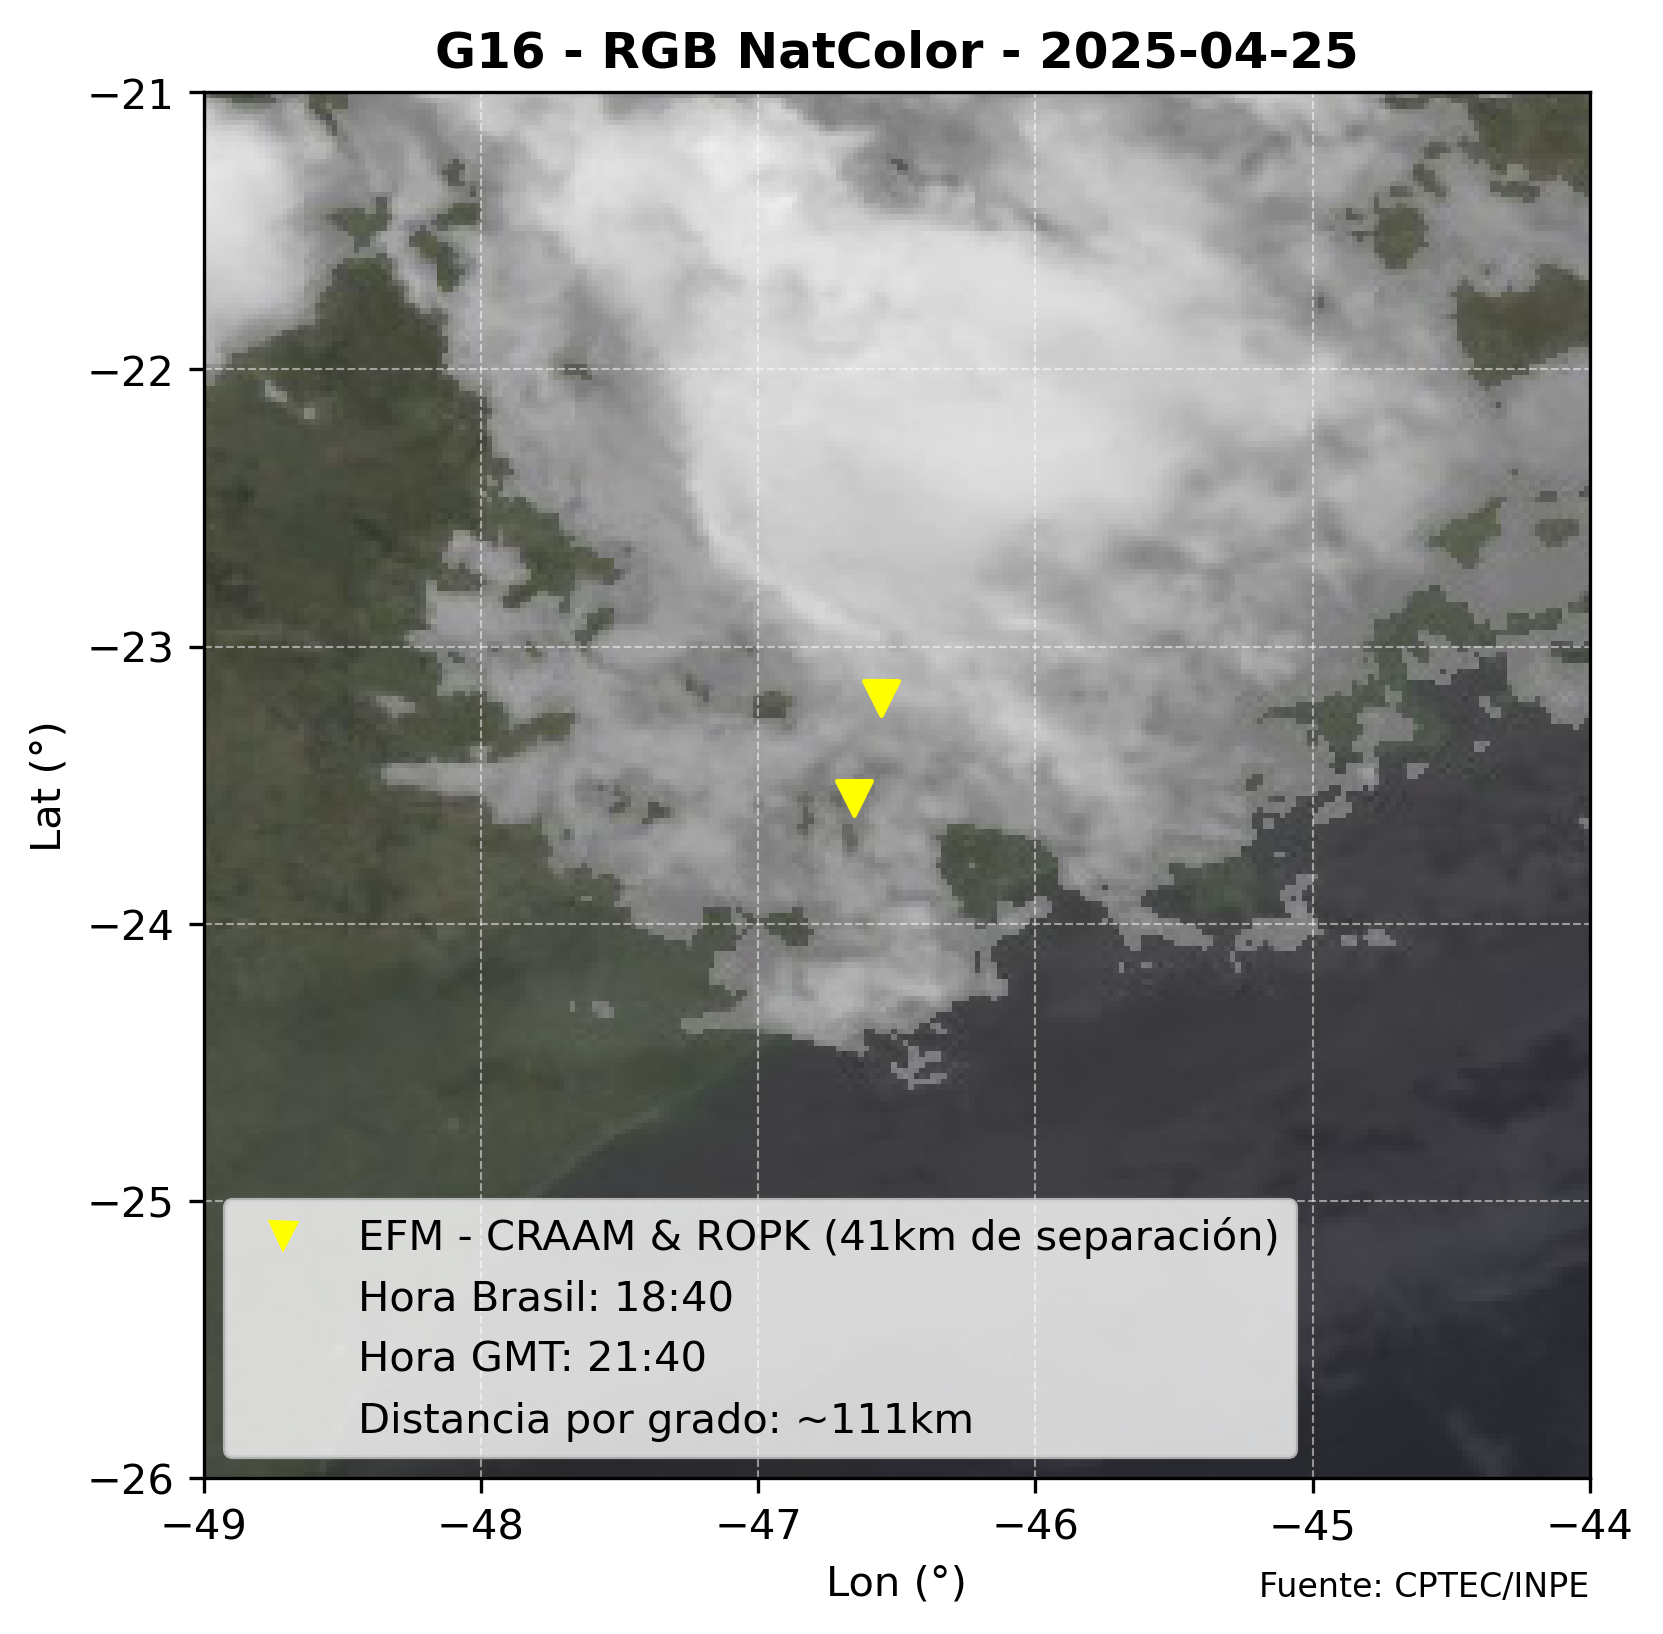 G16 - RGB NatColor - 2025-04-25
−21
−22
−23
−24
−25
−26
Lat (°)
EFM - CRAAM & ROPK (41km de separación)
Hora Brasil: 18:40
Hora GMT: 21:40
Distancia por grado: ~111km
−49 −48 −47 −46 −45 −44
Lon (°)
Fuente: CPTEC/INPE